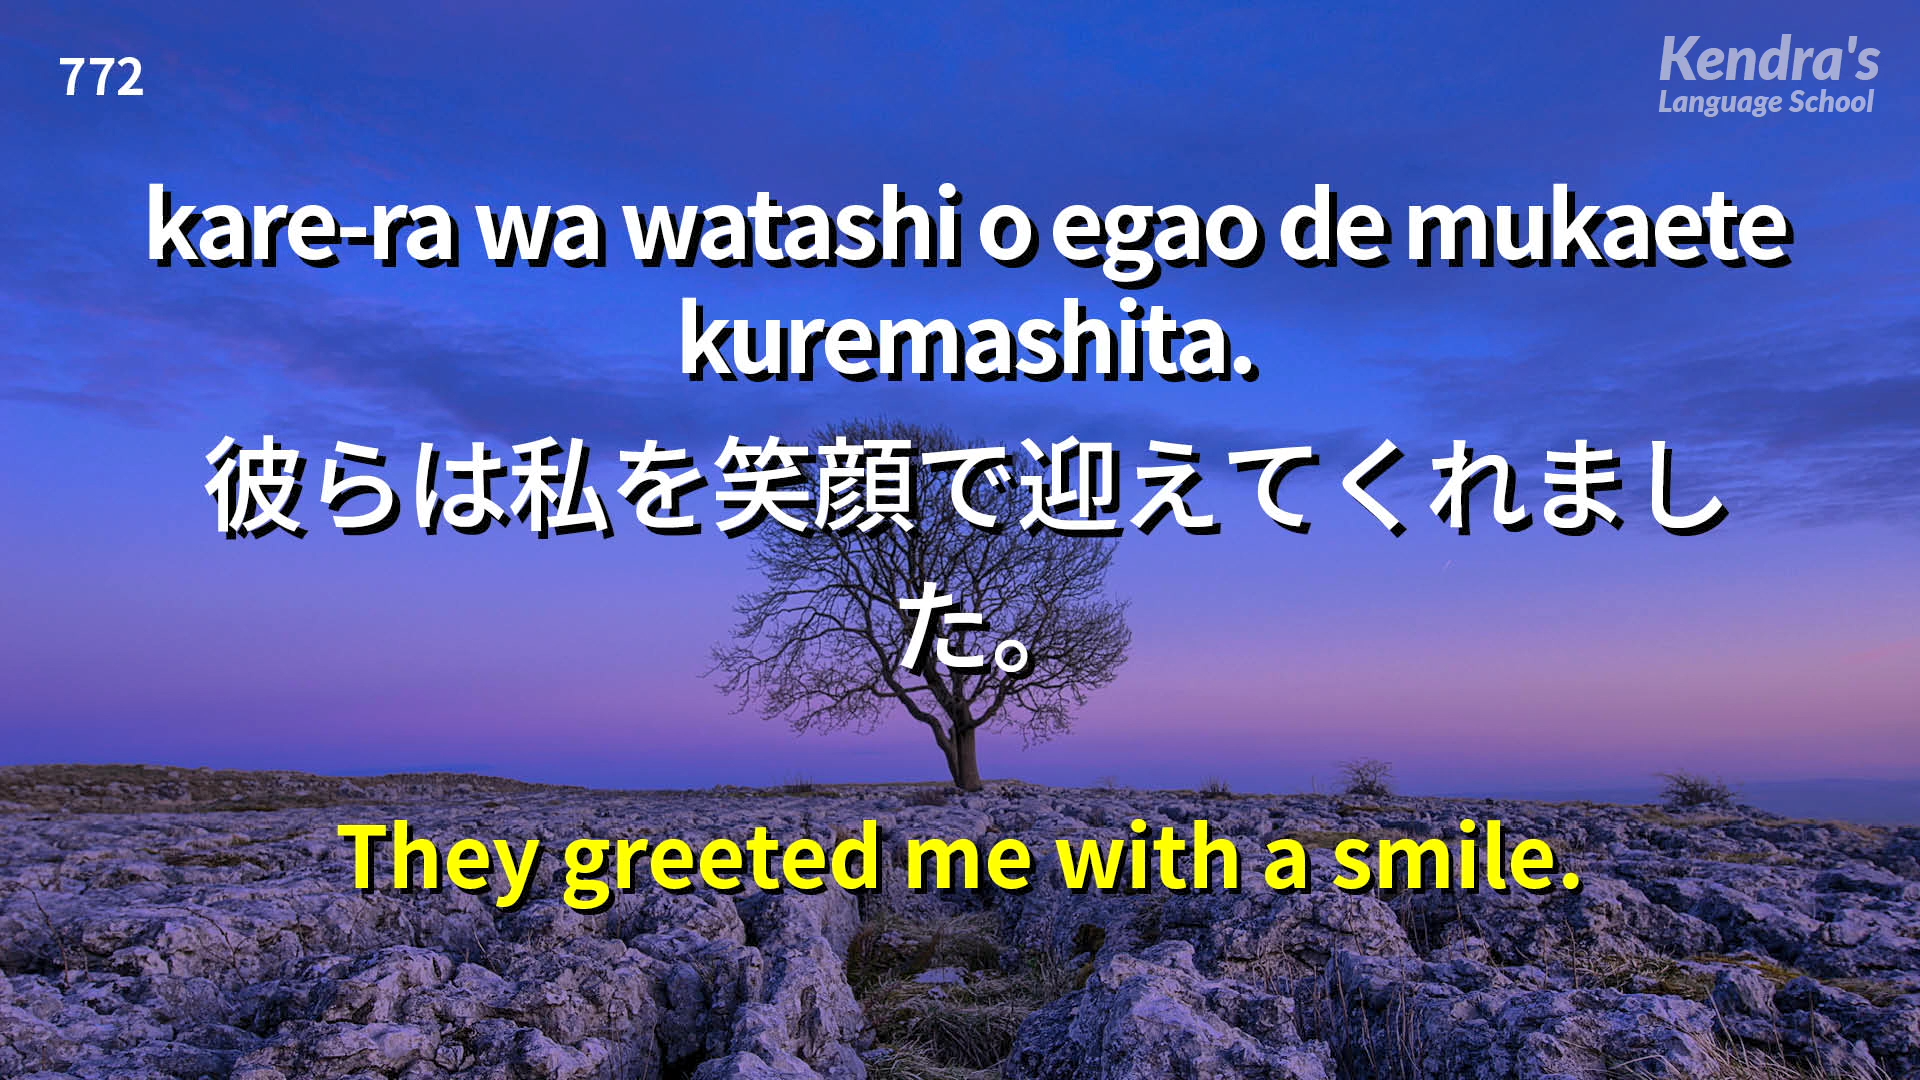 772
Kendra's
Language School
kare-ra wa watashi o egao de mukaete
kuremashita.
彼らは私を笑顔で迎えてくれまし
た。
They greeted me with a smile.